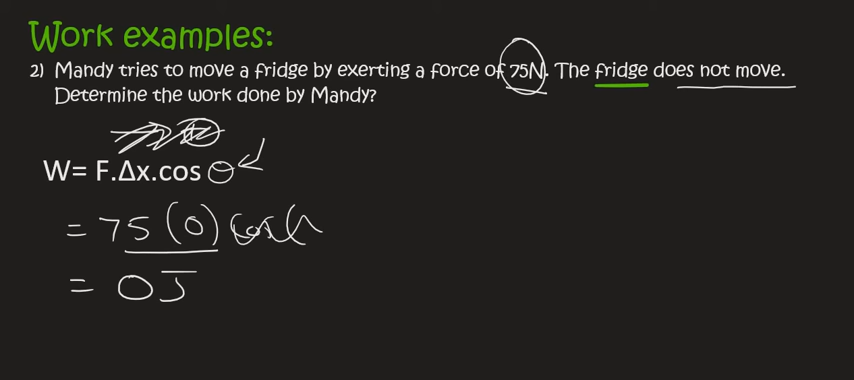 Work examples:
2) Mandy tries to move a fridge by exerting a force of 75N. The fridge does not move.
Determine the work done by Mandy?
W= F.Δx.cos θ
= 75 (0)
= 0J